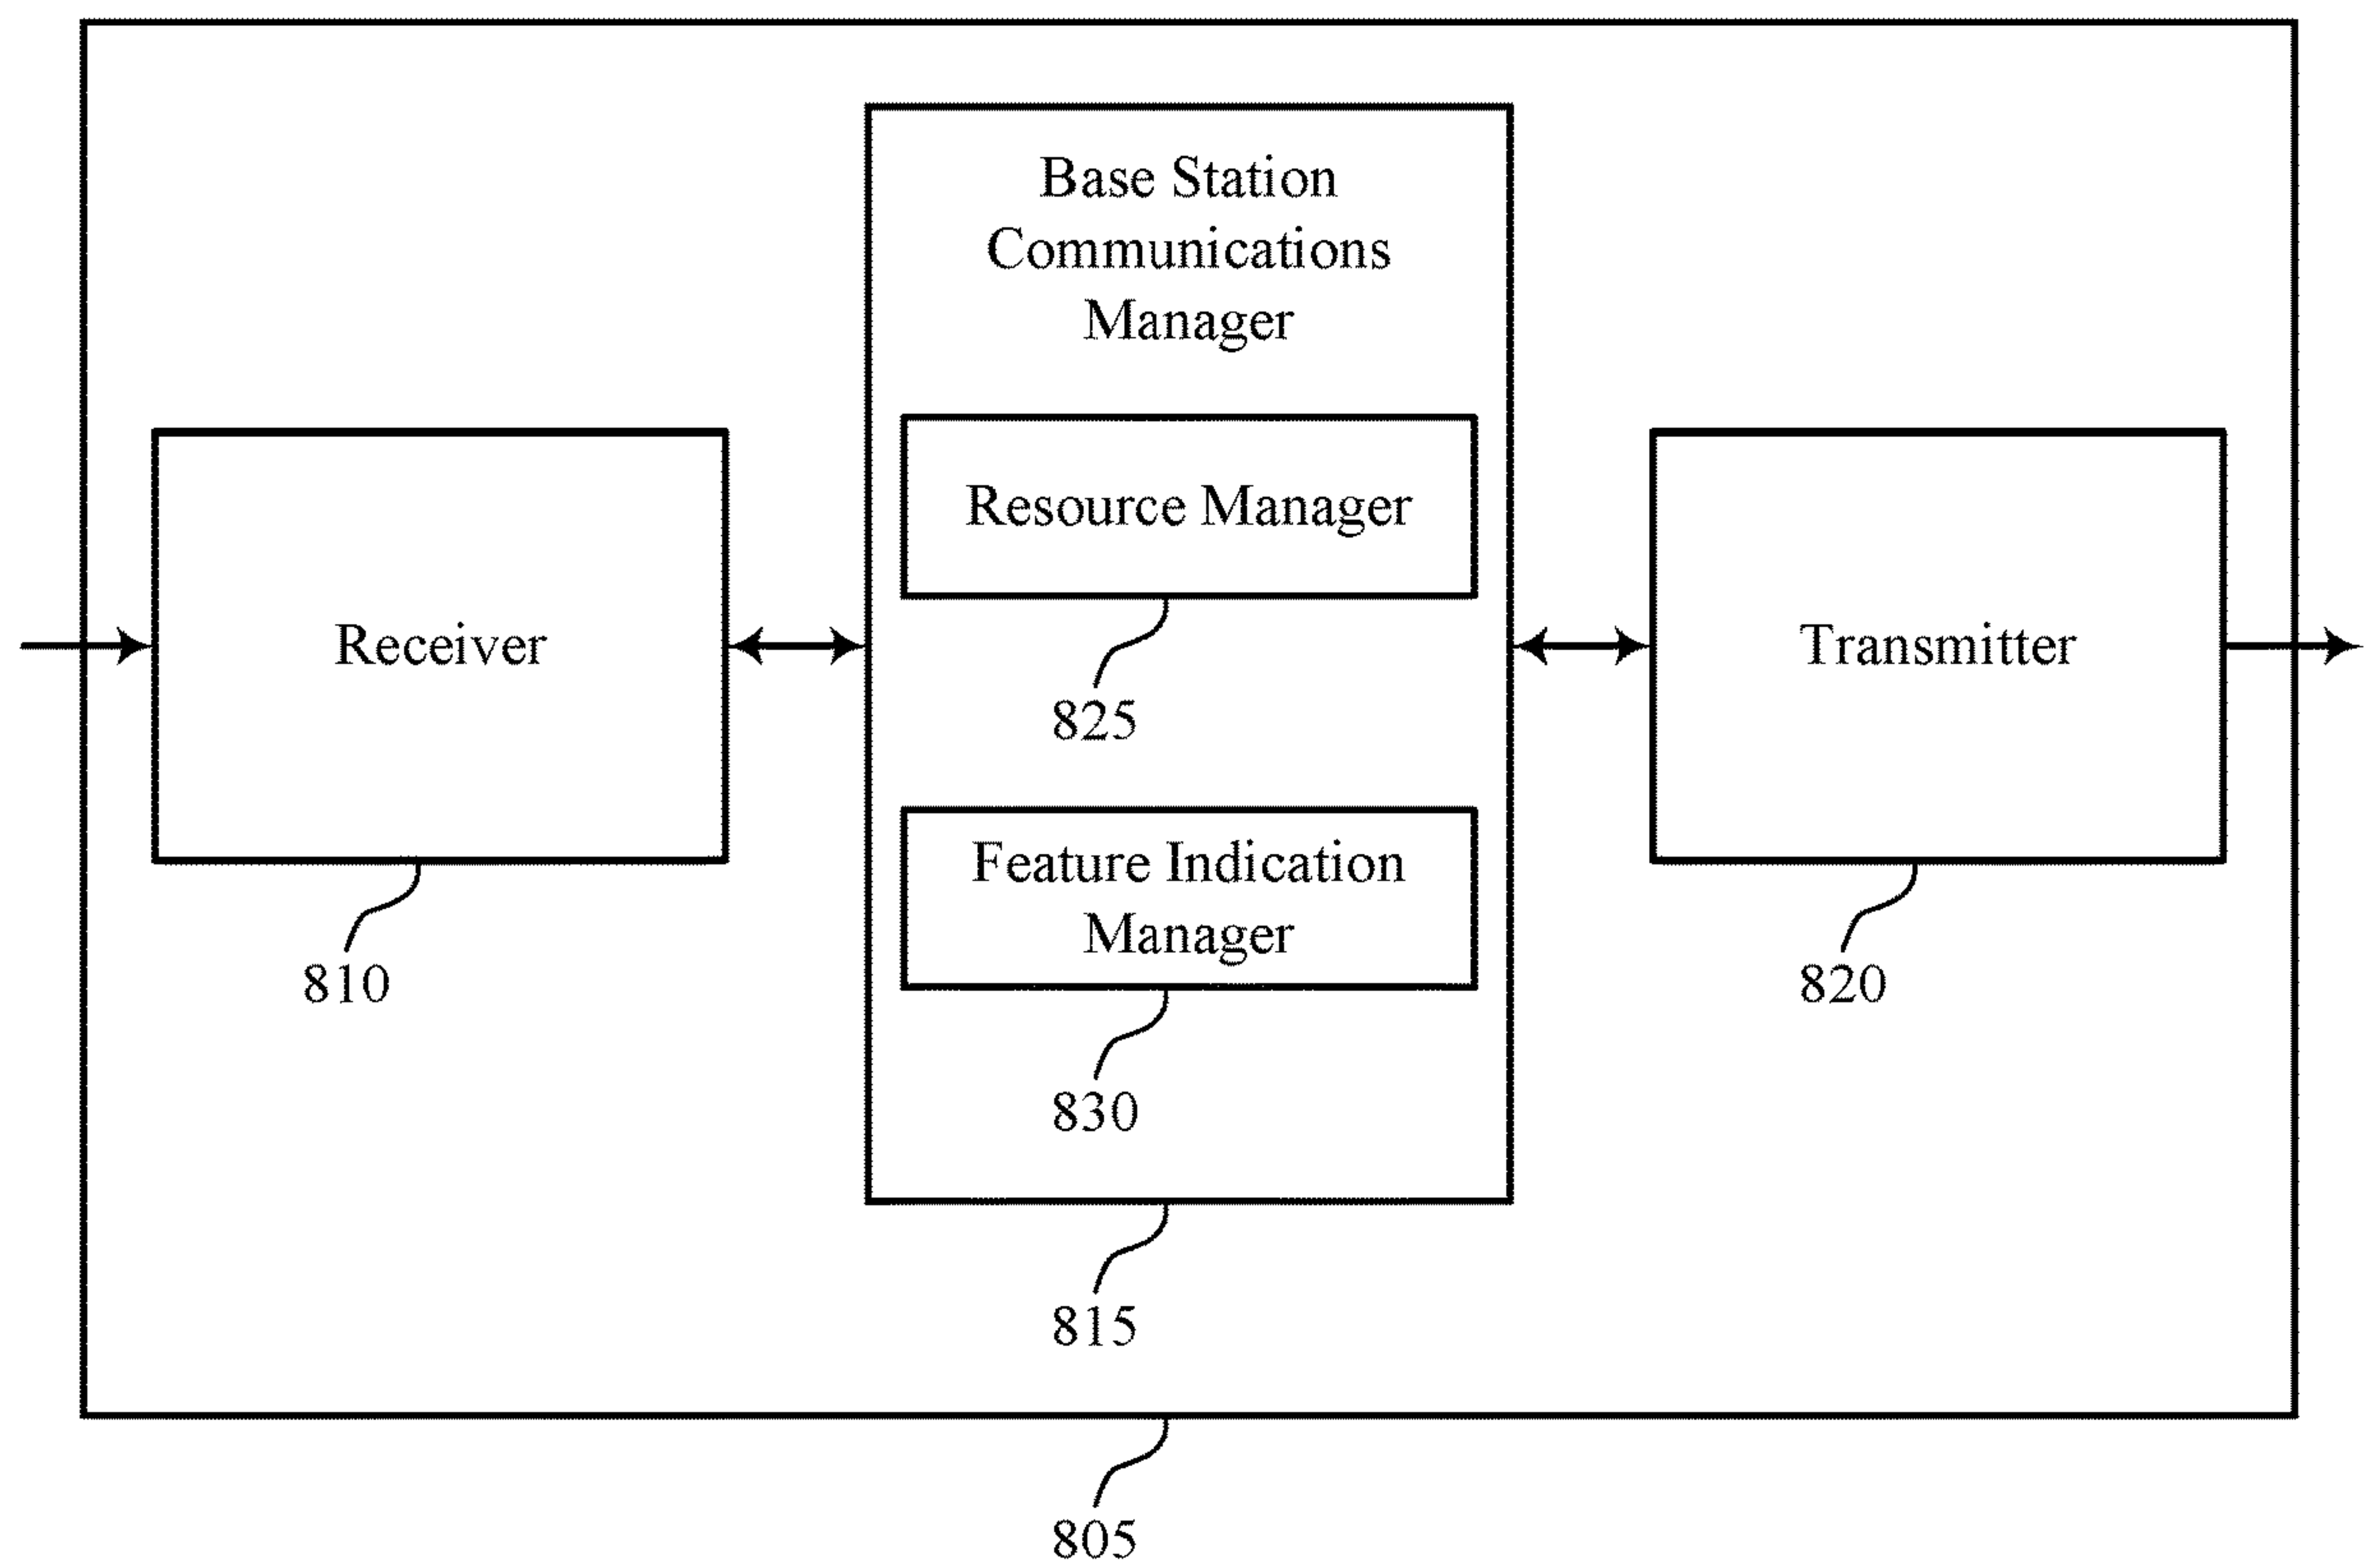 Base Station
Communications
Manager
Resource Manager
Receiver
Transmitter
825
Feature Indication
Manager
810
820
830
815
805